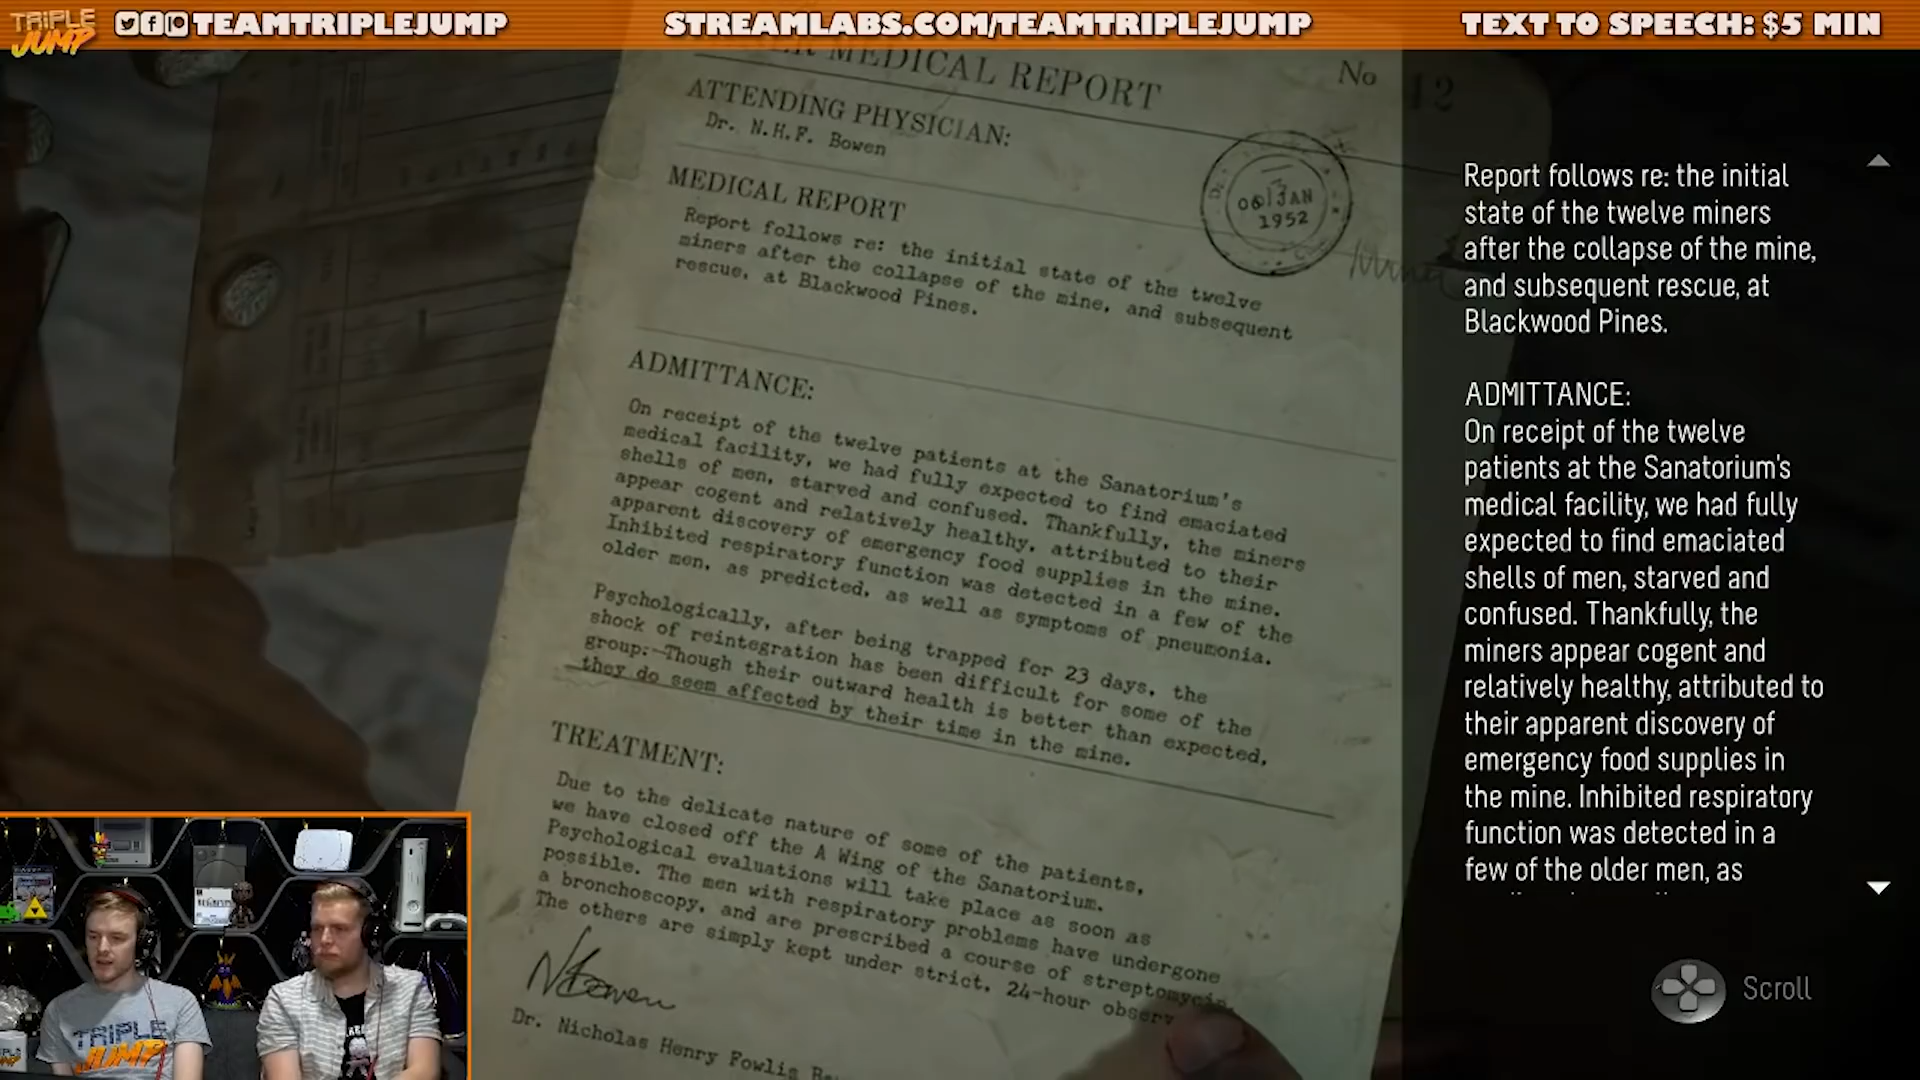 TRIPLE
JUMP
TEAMTRIPLEJUMP
STREAMLABS.COM/TEAMTRIPLEJUMP
TEXT TO SPEECH: $5 MIN
MEDICAL REPORT
No 12
ATTENDING PHYSICIAN:
Dr. N.H.F. Bowen
MEDICAL REPORT
Report follows re: the initial state of the twelve
miners after the collapse of the mine, and subsequent
rescue, at Blackwood Pines.
JAN
1952
ADMITTANCE:
On receipt of the twelve patients at the Sanatorium's
medical facility, we had fully expected to find emaciated
shells of men, starved and confused. Thankfully, the miners
appear cogent and relatively healthy, attributed to their
apparent discovery of emergency food supplies in the mine.
Inhibited respiratory function was detected in a few of the
older men, as predicted, as well as symptoms of pneumonia.
Psychologically, after being trapped for 23 days, the
shock of reintegration has been difficult for some of the
group: Though their outward health is better than expected,
they do seem affected by their time in the mine.
TREATMENT:
Due to the delicate nature of some of the patients,
we have closed off the A Wing of the Sanatorium.
Psychological evaluations will take place as soon as
possible. The men with respiratory problems have undergone
a bronchoscopy, and are prescribed a course of streptomycin.
The others are simply kept under strict, 24-hour observ
NBowen
Dr. Nicholas Henry Fowlis
Report follows re: the initial
state of the twelve miners
after the collapse of the mine,
and subsequent rescue, at
Blackwood Pines.
ADMITTANCE:
On receipt of the twelve
patients at the Sanatorium's
medical facility, we had fully
expected to find emaciated
shells of men, starved and
confused. Thankfully, the
miners appear cogent and
relatively healthy, attributed to
their apparent discovery of
emergency food supplies in
the mine. Inhibited respiratory
function was detected in a
few of the older men, as
Scroll
TRIPLE
JUMP